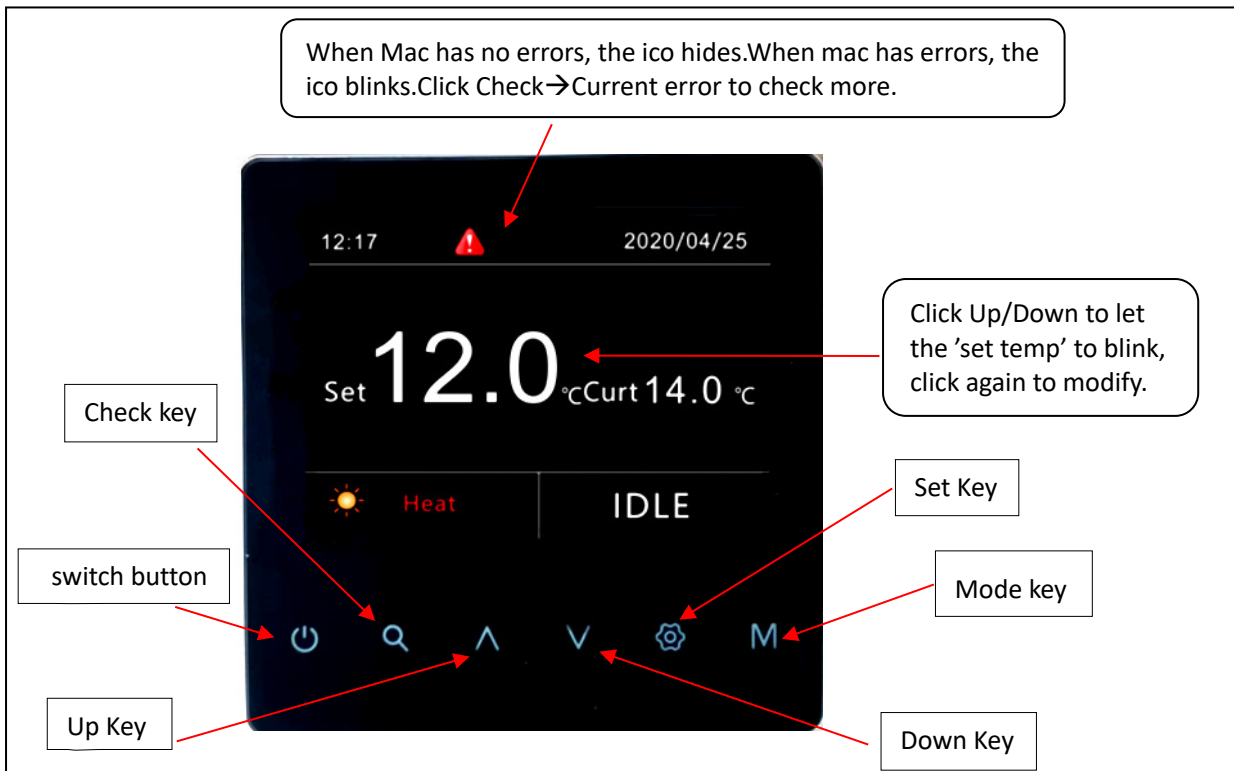 When Mac has no errors, the ico hides.When mac has errors, the
ico blinks.Click Check→Current error to check more.
12:17
2020/04/25
Set 12.0 ℃ Curt 14.0 ℃
Click Up/Down to let
the ’set temp’ to blink,
click again to modify.
Check key
Heat
IDLE
Set Key
switch button
Mode key
M
Up Key
Down Key